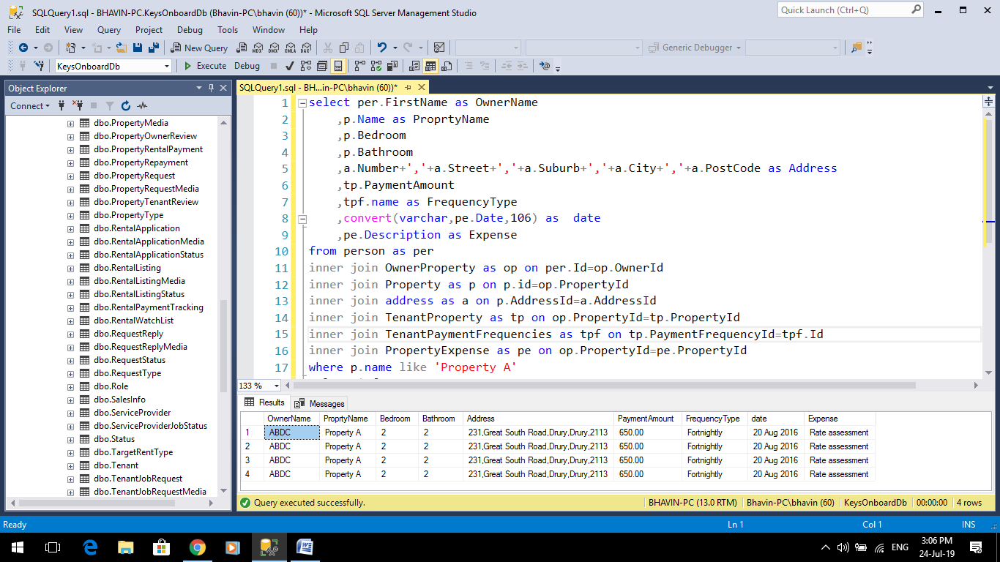 SQLQuery1.sql - BHAVIN-PC.KeysOnboardDb (Bhavin-PC\bhavin (60))* - Microsoft SQL Server Management Studio
Quick Launch (Ctrl+Q)
File Edit View Query Project Debug Tools Window Help
New Query MDX DMX XMLA DAX Generic Debugger
KeysOnboardDb Execute Debug
Object Explorer
Connect
dbo.PropertyMedia
dbo.PropertyOwnerReview
dbo.PropertyRentalPayment
dbo.PropertyRepayment
dbo.PropertyRequest
dbo.PropertyRequestMedia
dbo.PropertyTenantReview
dbo.PropertyType
dbo.RentalApplication
dbo.RentalApplicationMedia
dbo.RentalApplicationStatus
dbo.RentalListing
dbo.RentalListingMedia
dbo.RentalListingStatus
dbo.RentalPaymentTracking
dbo.RentalWatchList
dbo.RequestReply
dbo.RequestReplyMedia
dbo.RequestStatus
dbo.RequestType
dbo.Role
dbo.SalesInfo
dbo.ServiceProvider
dbo.ServiceProviderJobStatus
dbo.Status
dbo.TargetRentType
dbo.Tenant
dbo.TenantJobRequest
dbo.TenantJobRequestMedia
SQLQuery1.sql - BH...in-PC\bhavin (60))*
1 select per.FirstName as OwnerName
2 ,p.Name as ProprtyName
3 ,p.Bedroom
4 ,p.Bathroom
5 ,a.Number+','+a.Street+','+a.Suburb+','+a.City+','+a.PostCode as Address
6 ,tp.PaymentAmount
7 ,tpf.name as FrequencyType
8 ,convert(varchar,pe.Date,106) as  date
9 ,pe.Description as Expense
10 from person as per
11 inner join OwnerProperty as op on per.Id=op.OwnerId
12 inner join Property as p on p.id=op.PropertyId
13 inner join address as a on p.AddressId=a.AddressId
14 inner join TenantProperty as tp on op.PropertyId=tp.PropertyId
15 inner join TenantPaymentFrequencies as tpf on tp.PaymentFrequencyId=tpf.Id
16 inner join PropertyExpense as pe on op.PropertyId=pe.PropertyId
17 where p.name like 'Property A'
133 %
Results Messages
OwnerName ProprtyName Bedroom Bathroom Address PaymentAmount FrequencyType date Expense
1 ABDC Property A 2 2 231,Great South Road,Drury,Drury,2113 650.00 Fortnightly 20 Aug 2016 Rate assessment
2 ABDC Property A 2 2 231,Great South Road,Drury,Drury,2113 650.00 Fortnightly 20 Aug 2016 Rate assessment
3 ABDC Property A 2 2 231,Great South Road,Drury,Drury,2113 650.00 Fortnightly 20 Aug 2016 Rate assessment
4 ABDC Property A 2 2 231,Great South Road,Drury,Drury,2113 650.00 Fortnightly 20 Aug 2016 Rate assessment
Query executed successfully. BHAVIN-PC (13.0 RTM) Bhavin-PC\bhavin (60) KeysOnboardDb 00:00:00 4 rows
Ready Ln 1 Col 1 INS
ENG
3:06 PM
24-Jul-19